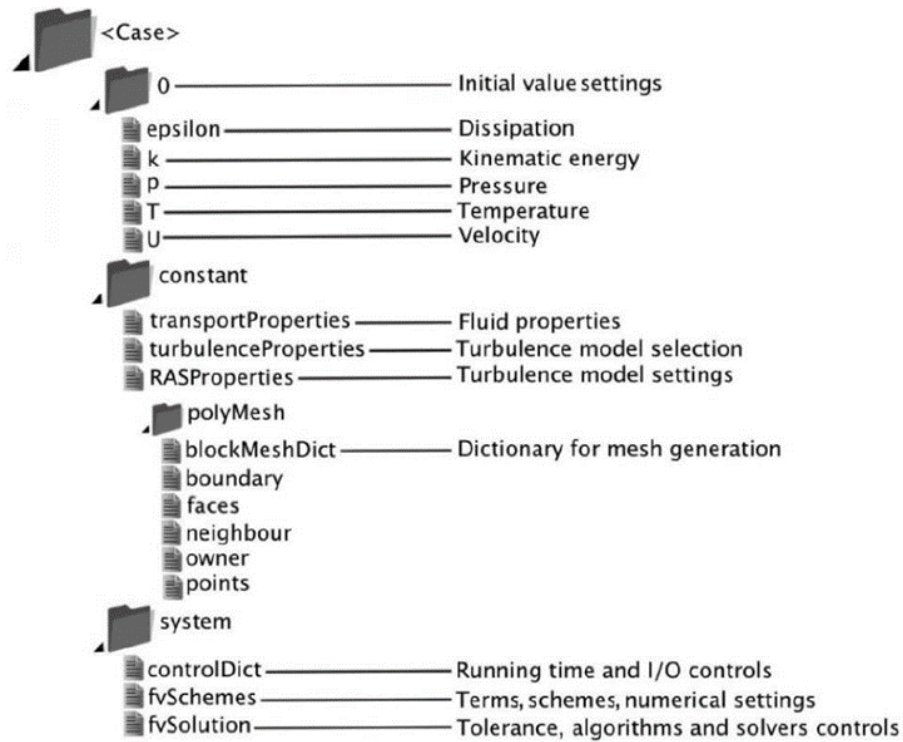 <Case>
0 Initial value settings
epsilon Dissipation
k Kinematic energy
p Pressure
T Temperature
U Velocity
constant
transportProperties Fluid properties
turbulenceProperties Turbulence model selection
RASProperties Turbulence model settings
polyMesh
blockMeshDict Dictionary for mesh generation
boundary
faces
neighbour
owner
points
system
controlDict Running time and I/O controls
fvSchemes Terms, schemes, numerical settings
fvSolution Tolerance, algorithms and solvers controls